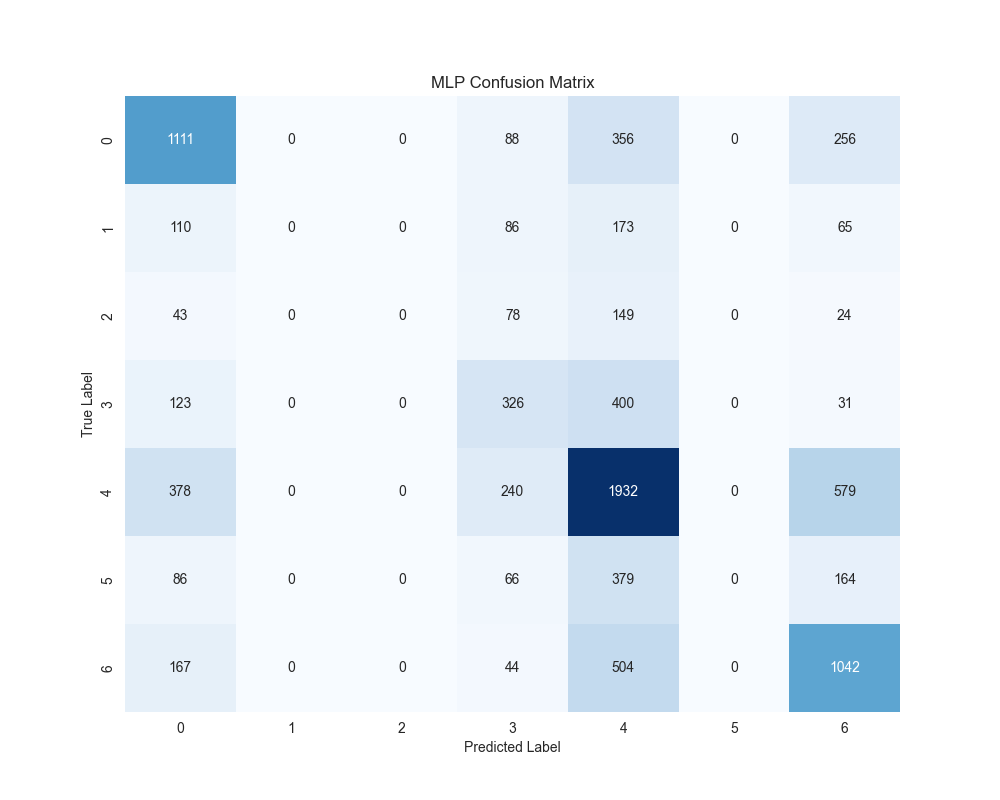 MLP Confusion Matrix
0 1111 0 0 88 356 0 256
1 110 0 0 86 173 0 65
2 43 0 0 78 149 0 24
True Label
3 123 0 0 326 400 0 31
4 378 0 0 240 1932 0 579
5 86 0 0 66 379 0 164
6 167 0 0 44 504 0 1042
0 1 2 3 4 5 6
Predicted Label